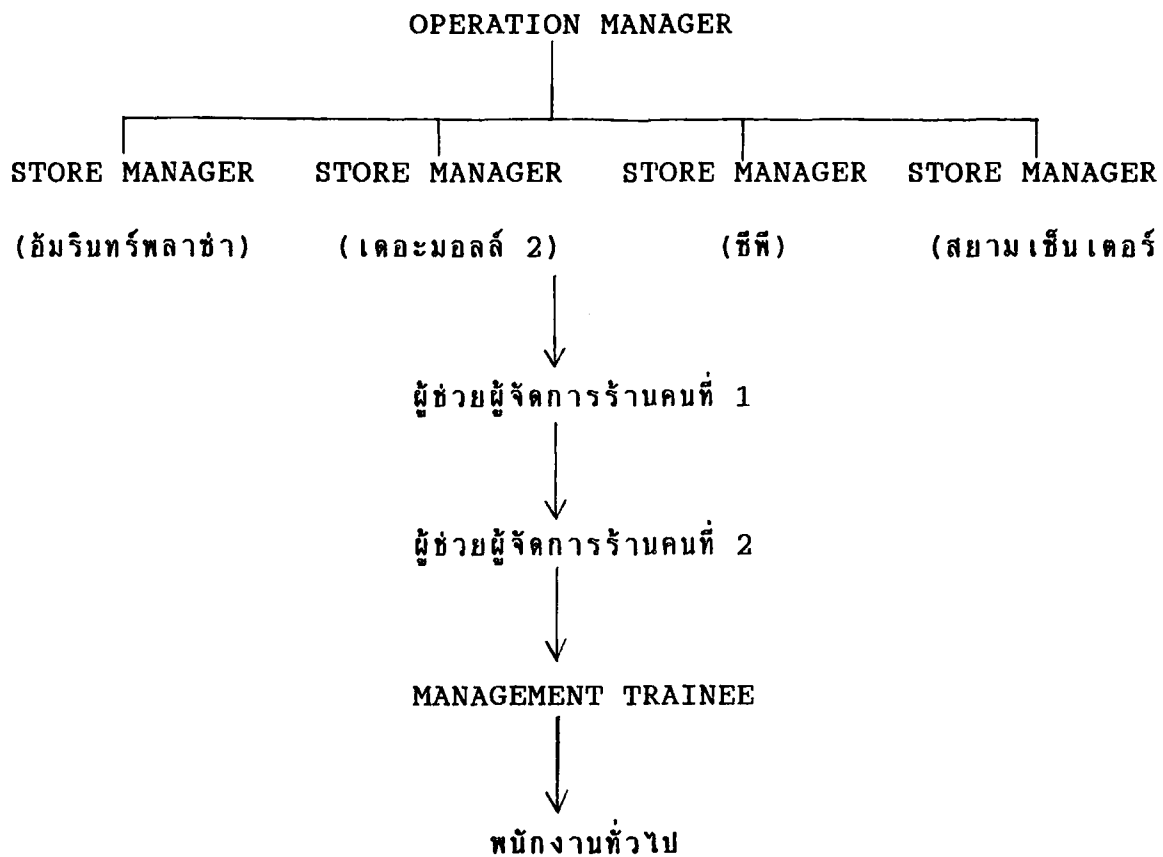 OPERATION MANAGER
STORE MANAGER STORE MANAGER STORE MANAGER STORE MANAGER
(อัมรินทร์พลาซ่า) (เดอะมอลล์ 2) (ซีพี) (สยามเซ็นเตอร์
ผู้ช่วยผู้จัดการร้านคนที่ 1
ผู้ช่วยผู้จัดการร้านคนที่ 2
MANAGEMENT TRAINEE
พนักงานทั่วไป